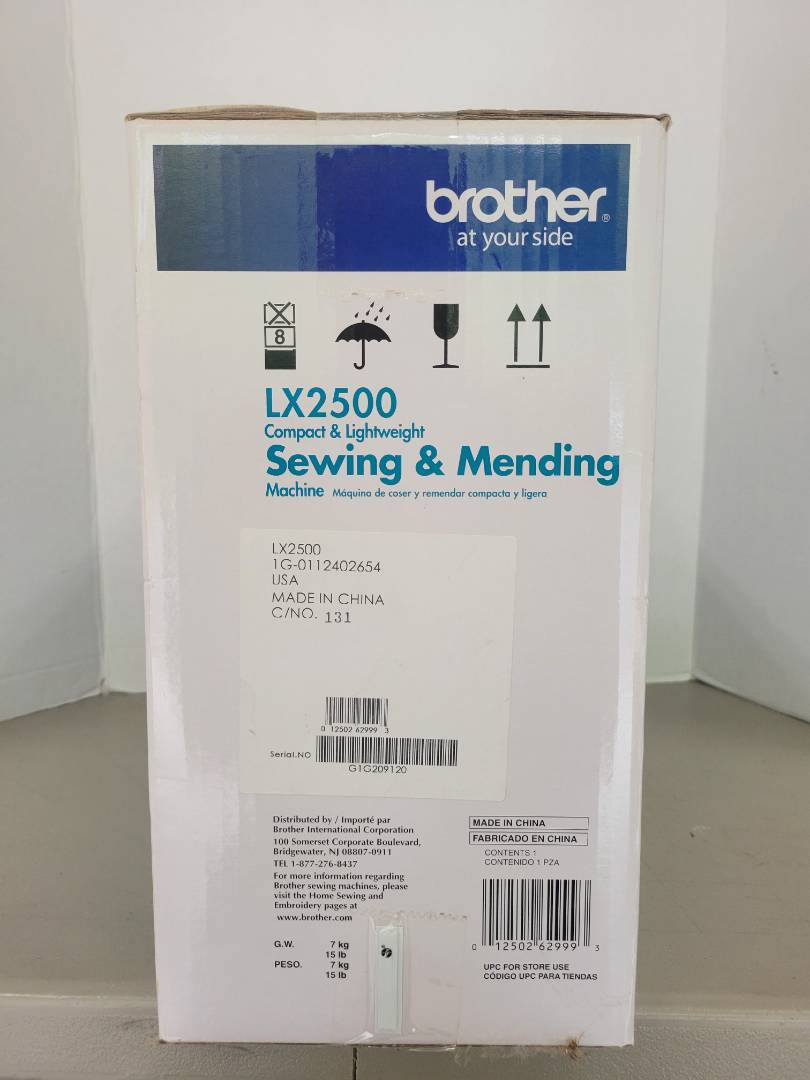 brother®
at your side
8
LX2500
Compact & Lightweight
Sewing & Mending
Machine Máquina de coser y remendar compacta y ligera
LX2500
1G-0112402654
USA
MADE IN CHINA
C/NO. 131
0 12502 62999 3
Serial.NO
G1G209120
Distributed by / Importé par
Brother International Corporation
100 Somerset Corporate Boulevard,
Bridgewater, NJ 08807-0911
TEL 1-877-276-8437
For more information regarding
Brother sewing machines, please
visit the Home Sewing and
Embroidery pages at
www.brother.com
G.W. 7 kg
15 lb
PESO. 7 kg
15 lb
MADE IN CHINA
FABRICADO EN CHINA
CONTENTS 1
CONTENIDO 1 PZA
0 12502 62999 3
UPC FOR STORE USE
CÓDIGO UPC PARA TIENDAS